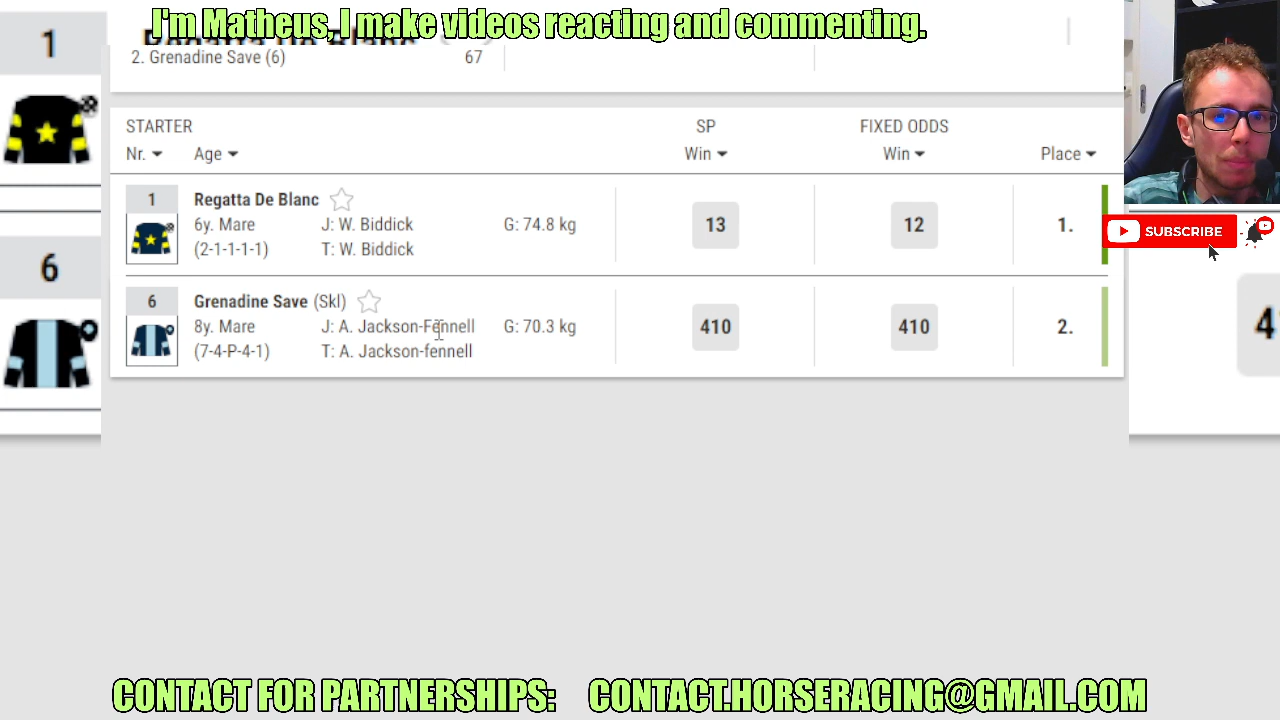 I'm Matheus, I make videos reacting and commenting.
1
Regatta De Blanc
2. Grenadine Save (6)
67
STARTER
SP
FIXED ODDS
Nr.
Age
Win
Win
Place
1
Regatta De Blanc
6y. Mare
J: W. Biddick
G: 74.8 kg
13
12
1.
(2-1-1-1-1)
T: W. Biddick
SUBSCRIBE
6
6
Grenadine Save (Skl)
8y. Mare
J: A. Jackson-Fennell
G: 70.3 kg
410
410
2.
(7-4-P-4-1)
T: A. Jackson-fennell
CONTACT FOR PARTNERSHIPS: CONTACT.HORSERACING@GMAIL.COM